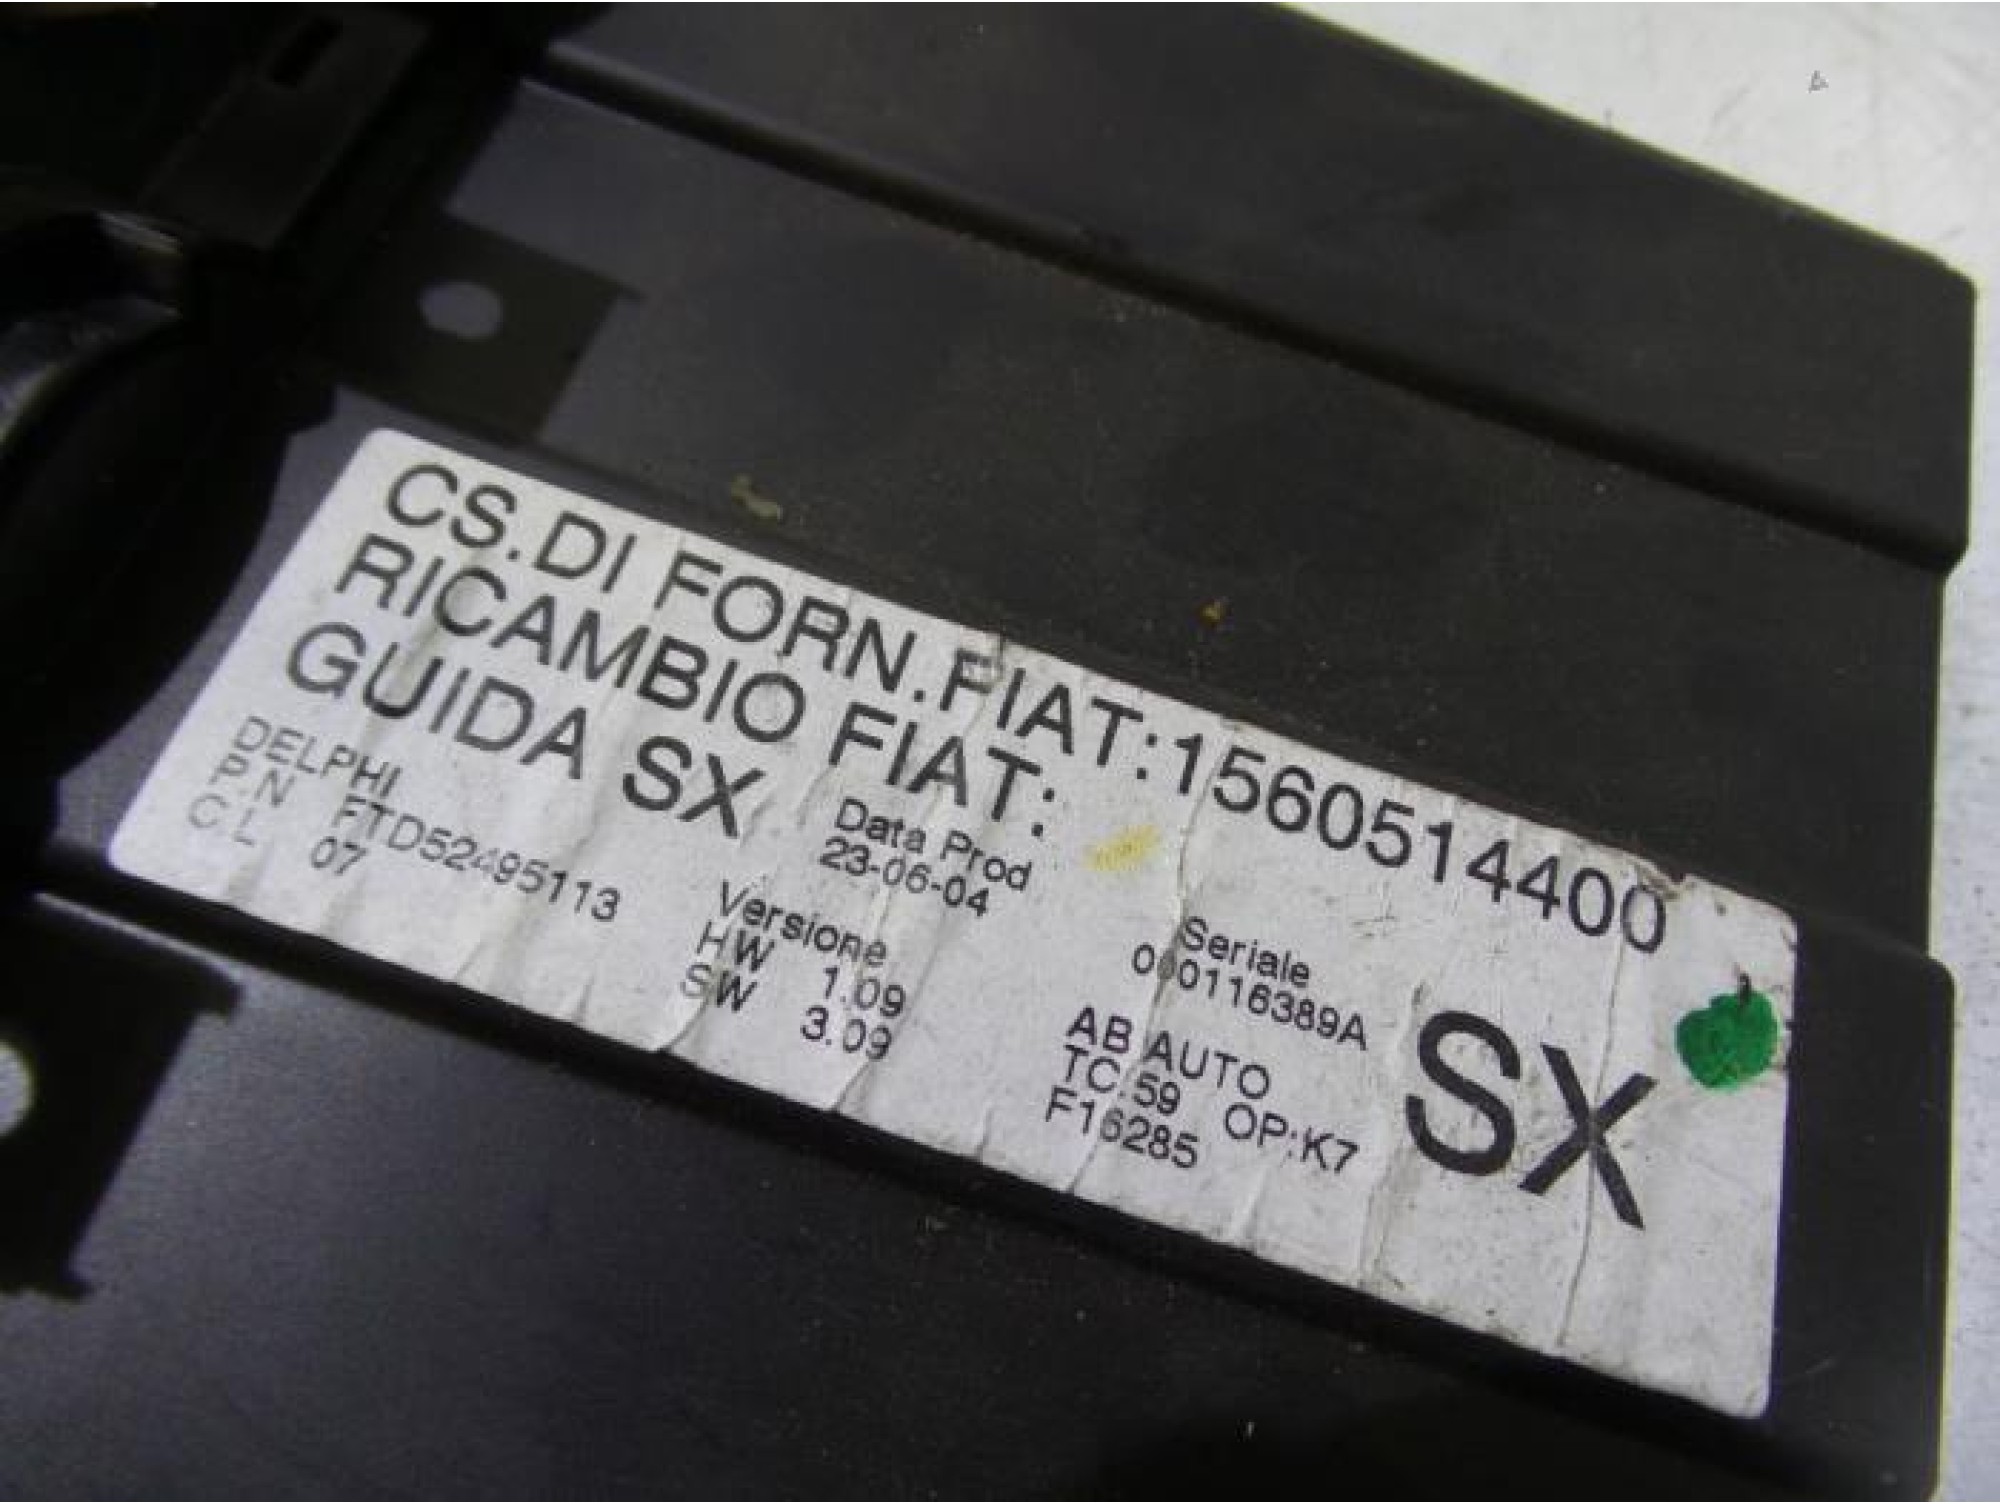 CS.DI FORN.FIAT:1560514400
RICAMBIO FIAT:
GUIDA SX
DELPHI
P.N FTD52495113
C.L 07
Data Prod
23-06-04
Versione
HW 1.09
SW 3.09
Seriale
000116389A
AB AUTO
TC:59 OP:K7
F16285
SX